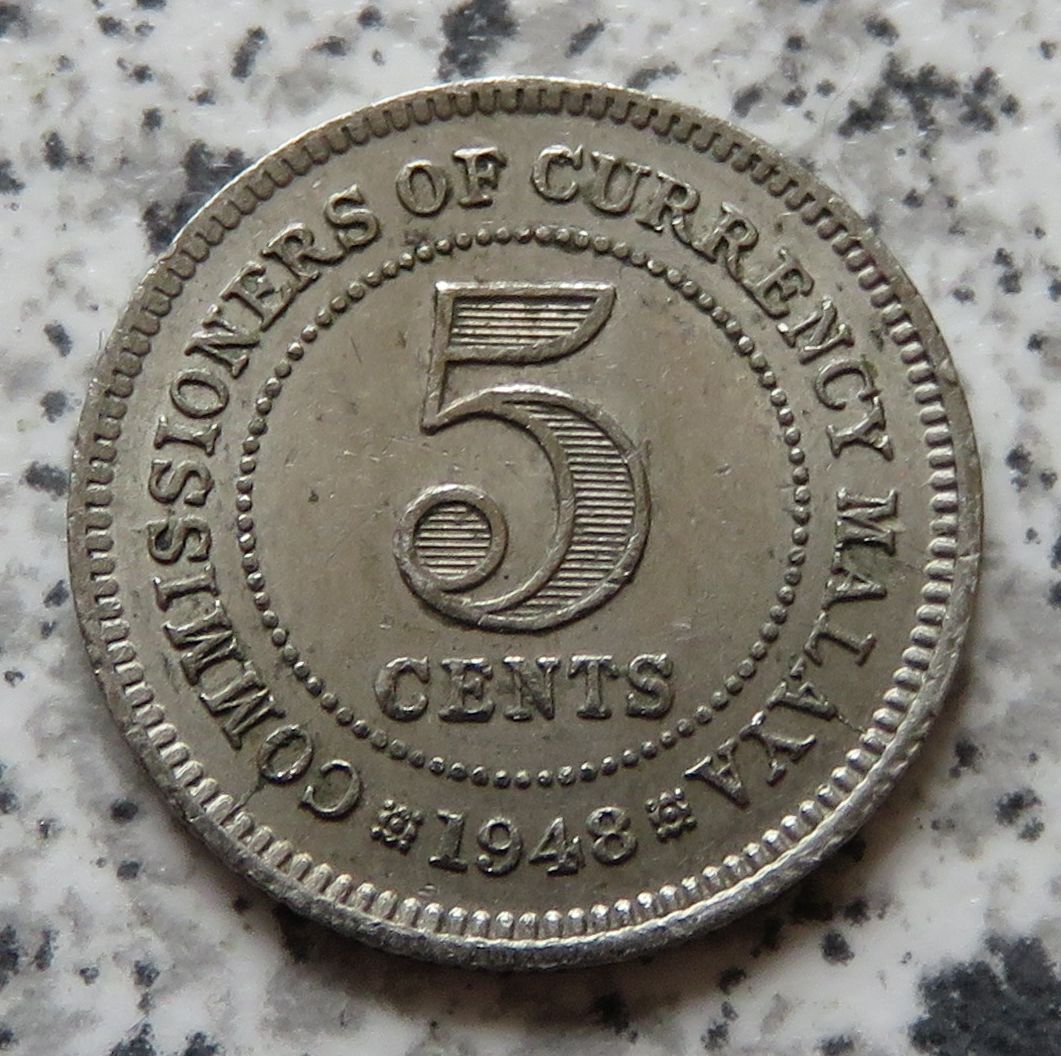 COMMISSIONERS OF CURRENCY MALAYA
5
CENTS
1948